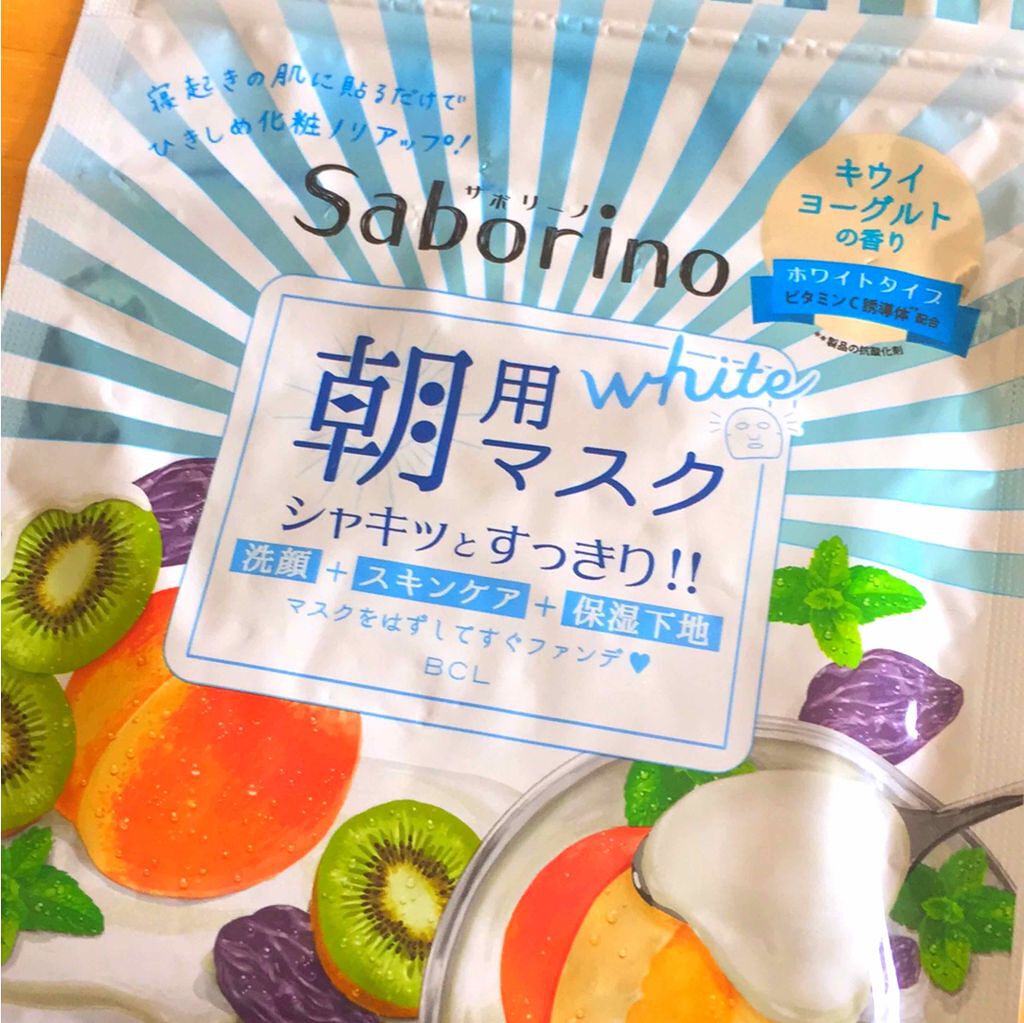 寝起きの肌に貼るだけで
ひきしめ化粧ノリアップ!
サボリーノ
Saborino
キウイ
ヨーグルト
の香り
ホワイトタイプ
ビタミンC誘導体**配合
**製品の抗酸化剤
朝用マスク
white
シャキッとすっきり!!
洗顔+スキンケア+保湿下地
マスクをはずしてすぐファンデ♥
BCL